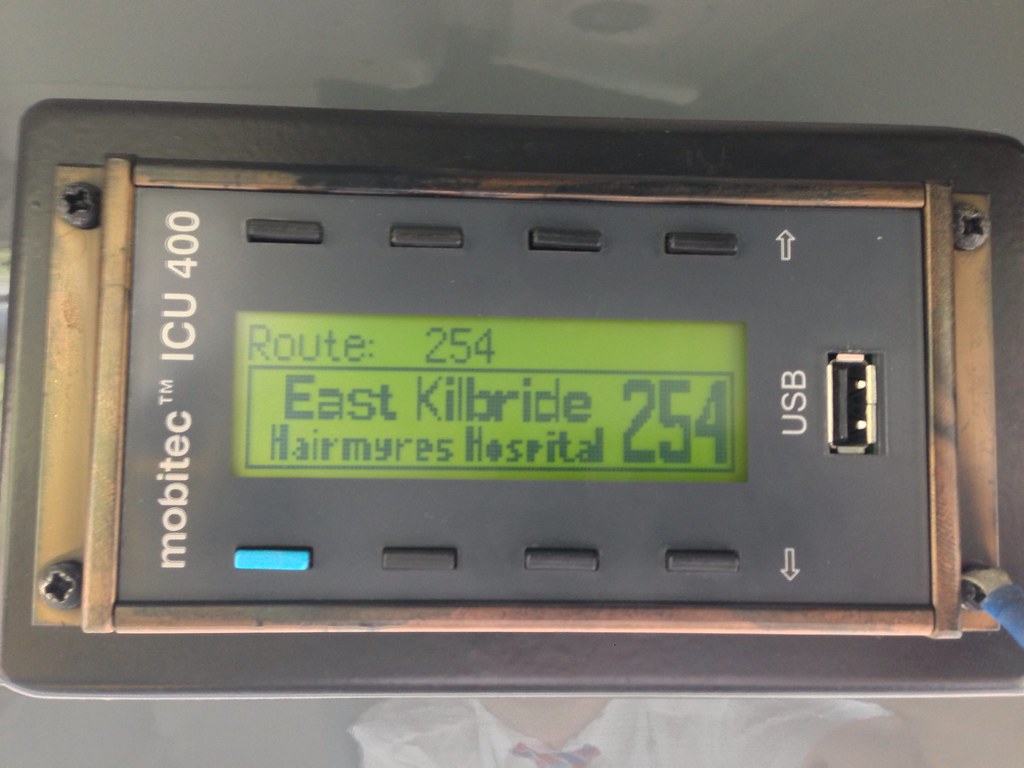 mobitec™ ICU 400
Route: 254
East Kilbride
Hairmyres Hospital
254
USB